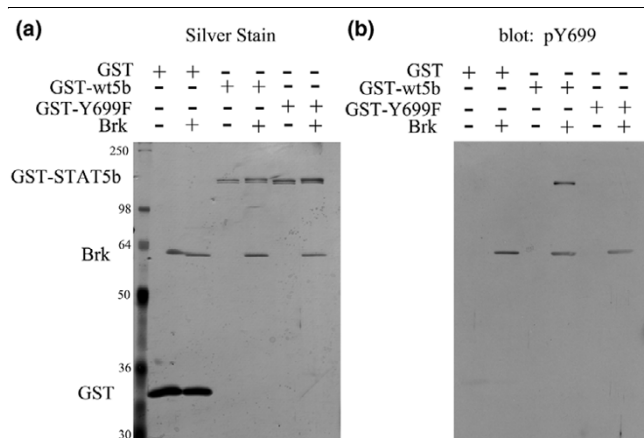 (a)
Silver Stain
GST + + - - - -
GST-wt5b - - + + - -
GST-Y699F - - - - + +
Brk - + - + - +
250
GST-STAT5b
98
64
Brk
50
36
GST
30
(b)
blot: pY699
GST + + - - - -
GST-wt5b - - + + - -
GST-Y699F - - - - + +
Brk - + - + - +